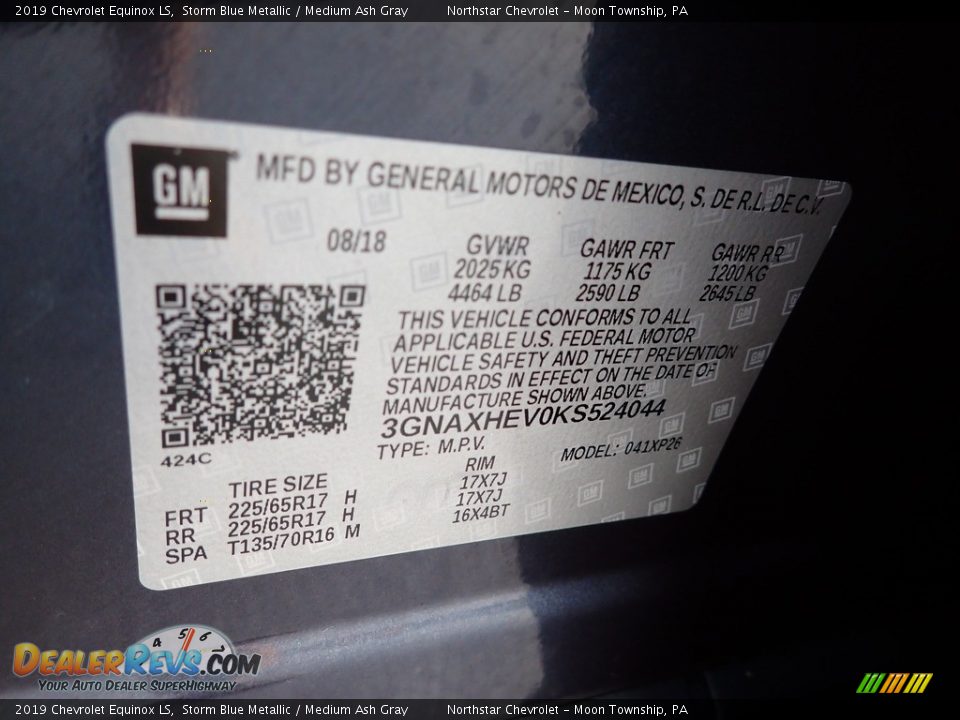 2019 Chevrolet Equinox LS, Storm Blue Metallic / Medium Ash Gray Northstar Chevrolet – Moon Township, PA
GM
MFD BY GENERAL MOTORS DE MEXICO, S. DE R.L. DE C.V.
08/18 GVWR GAWR FRT GAWR RR
2025 KG 1175 KG 1200 KG
4464 LB 2590 LB 2645 LB
THIS VEHICLE CONFORMS TO ALL
APPLICABLE U.S. FEDERAL MOTOR
VEHICLE SAFETY AND THEFT PREVENTION
STANDARDS IN EFFECT ON THE DATE OF
MANUFACTURE SHOWN ABOVE.
3GNAXHEV0KS524044
424C TYPE: M.P.V. MODEL: 041XP26
TIRE SIZE RIM
FRT 225/65R17 H 17X7J
RR 225/65R17 H 17X7J
SPA T135/70R16 M 16X4BT
4 5 6
DEALERREVS.COM
YOUR AUTO DEALER SUPERHIGHWAY
2019 Chevrolet Equinox LS, Storm Blue Metallic / Medium Ash Gray Northstar Chevrolet – Moon Township, PA